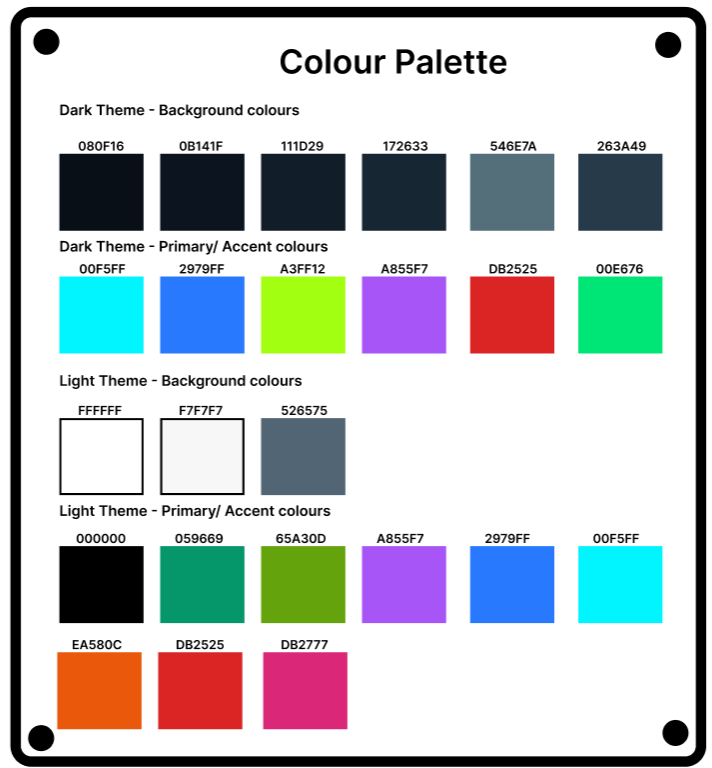 Colour Palette
Dark Theme - Background colours
080F16 0B141F 111D29 172633 546E7A 263A49
Dark Theme - Primary/ Accent colours
00F5FF 2979FF A3FF12 A855F7 DB2525 00E676
Light Theme - Background colours
FFFFFF F7F7F7 526575
Light Theme - Primary/ Accent colours
000000 059669 65A30D A855F7 2979FF 00F5FF
EA580C DB2525 DB2777